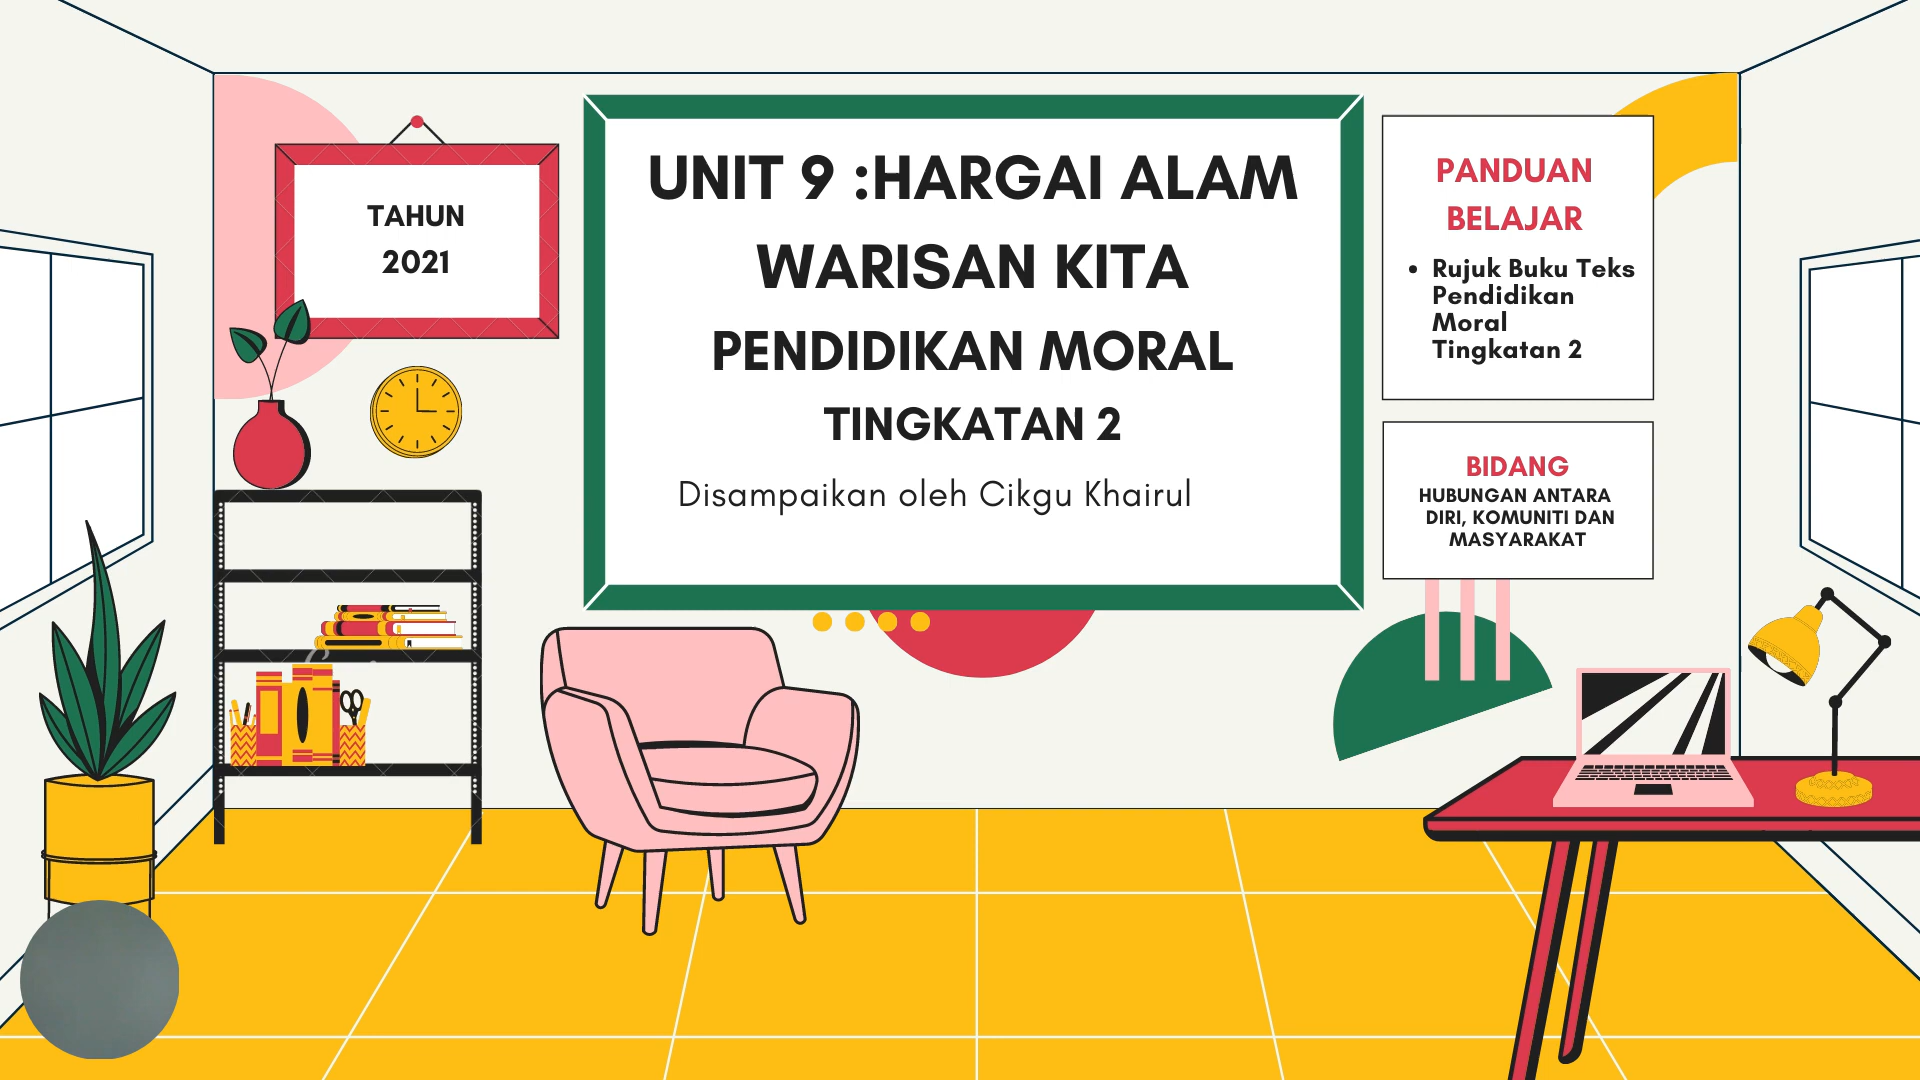 TAHUN
2021
UNIT 9 :HARGAI ALAM
WARISAN KITA
PENDIDIKAN MORAL
TINGKATAN 2
Disampaikan oleh Cikgu Khairul
PANDUAN
BELAJAR
• Rujuk Buku Teks
Pendidikan
Moral
Tingkatan 2
BIDANG
HUBUNGAN ANTARA
DIRI, KOMUNITI DAN
MASYARAKAT